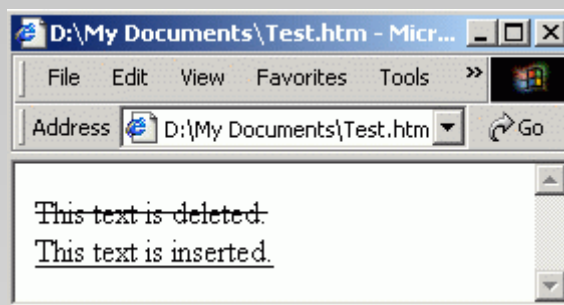 D:\My Documents\Test.htm - Micr...
File Edit View Favorites Tools »
Address D:\My Documents\Test.htm Go
This text is deleted.
This text is inserted.